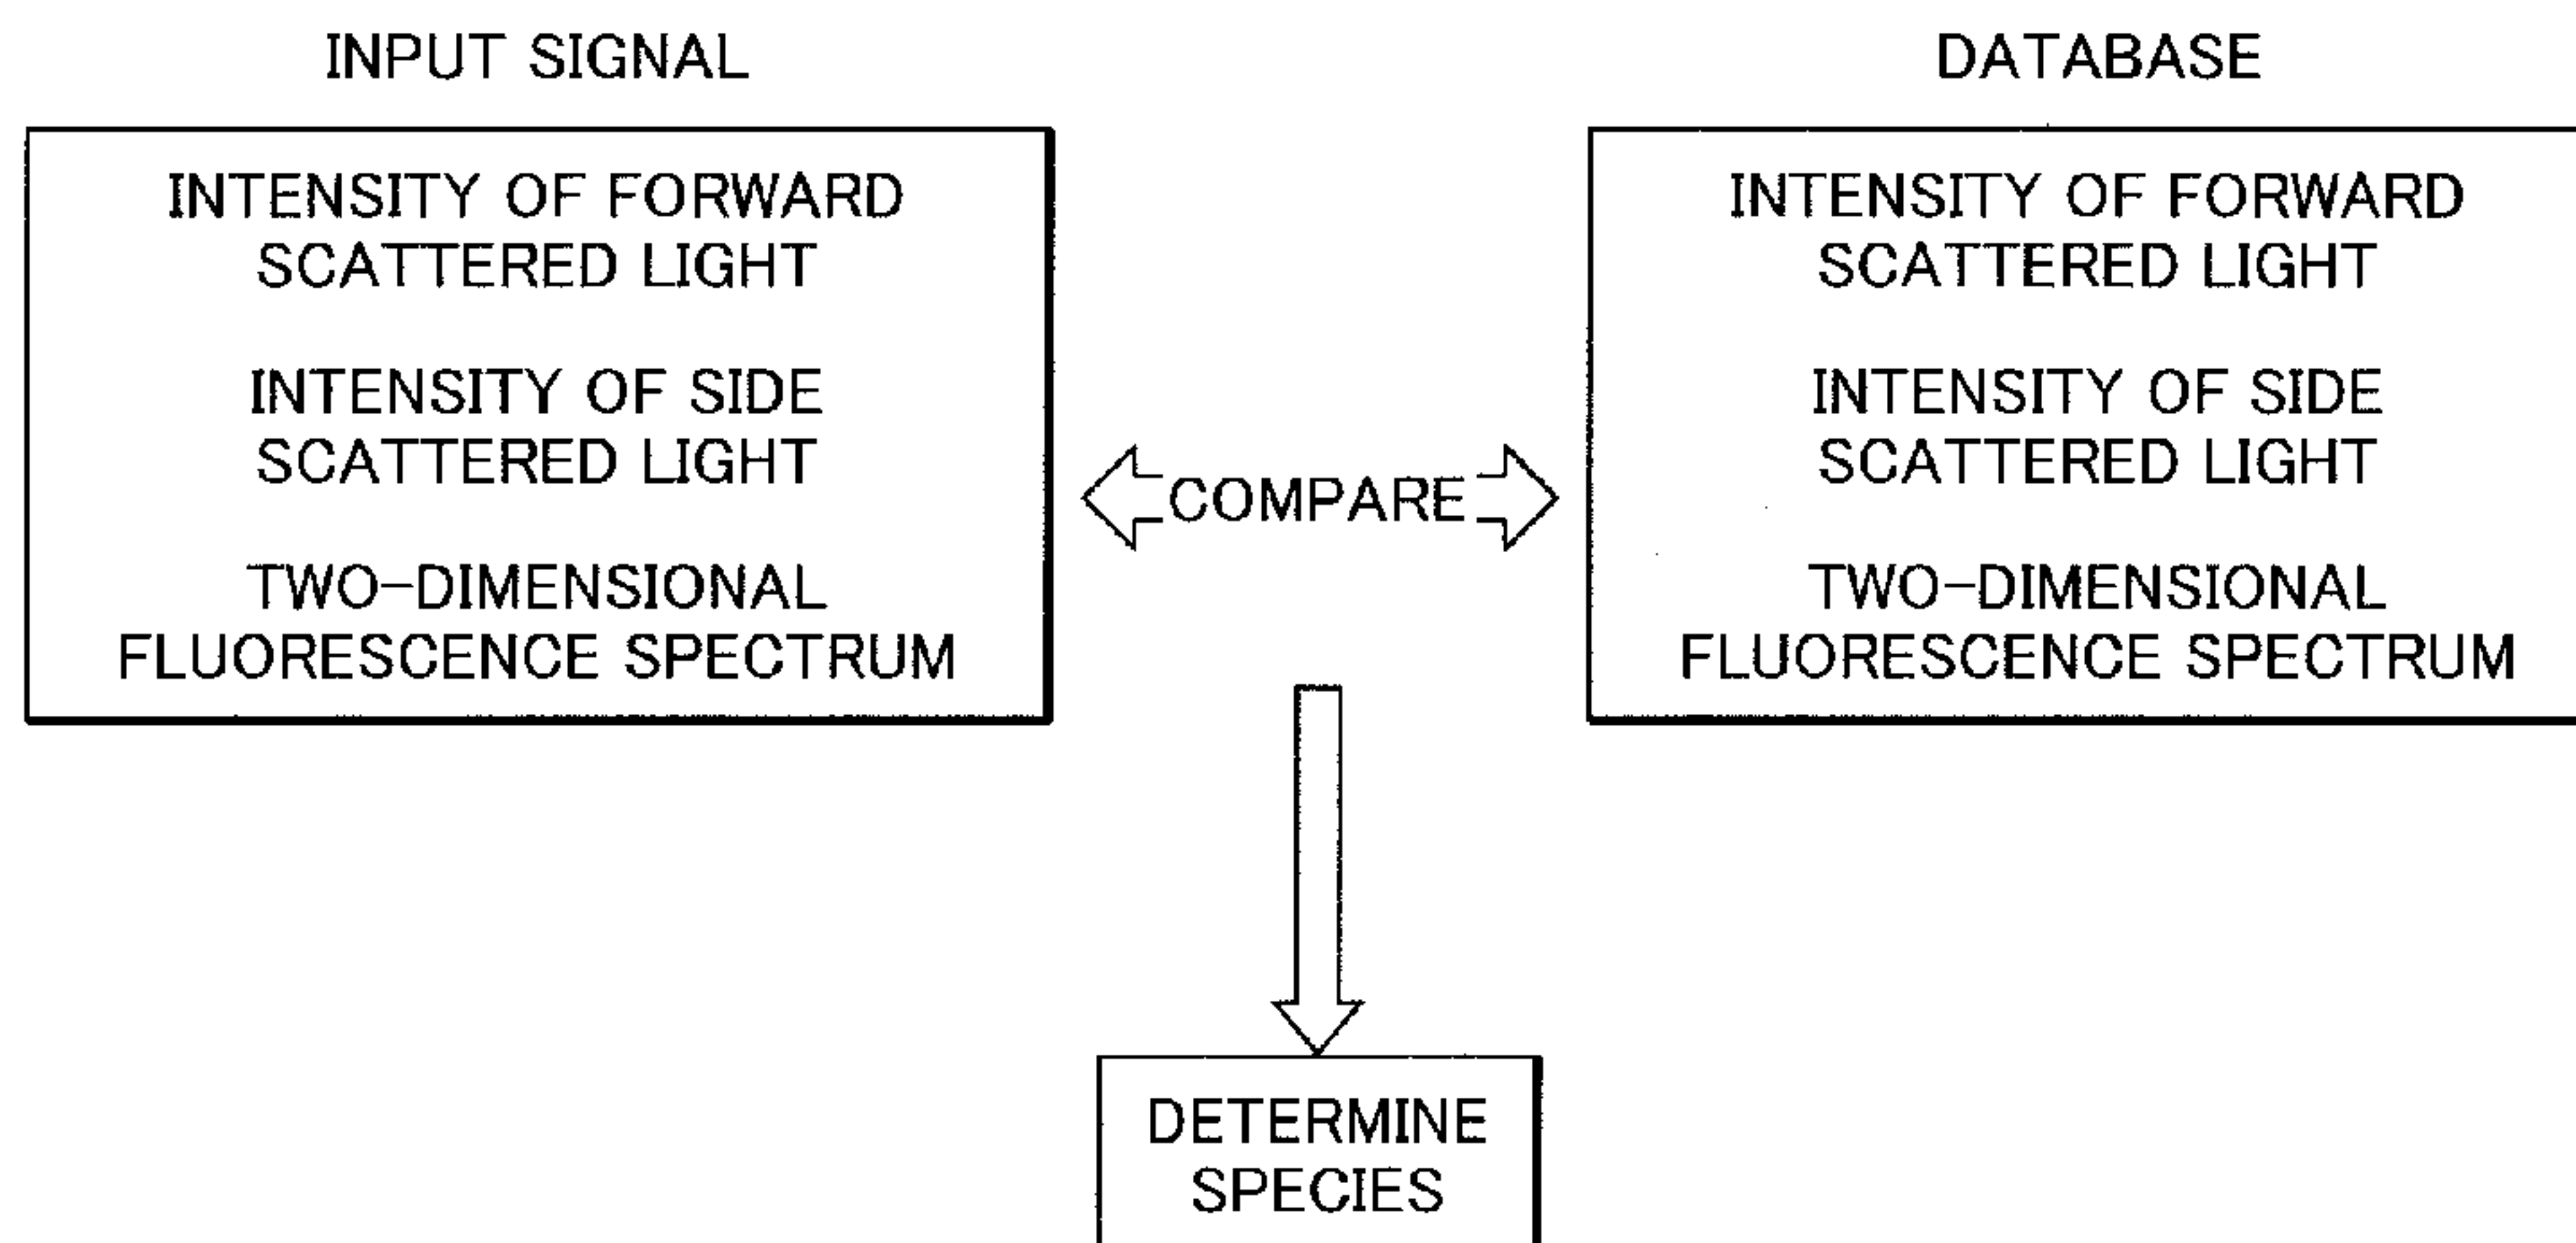 INPUT SIGNAL
INTENSITY OF FORWARD
SCATTERED LIGHT
INTENSITY OF SIDE
SCATTERED LIGHT
TWO-DIMENSIONAL
FLUORESCENCE SPECTRUM
COMPARE
DATABASE
INTENSITY OF FORWARD
SCATTERED LIGHT
INTENSITY OF SIDE
SCATTERED LIGHT
TWO-DIMENSIONAL
FLUORESCENCE SPECTRUM
DETERMINE
SPECIES